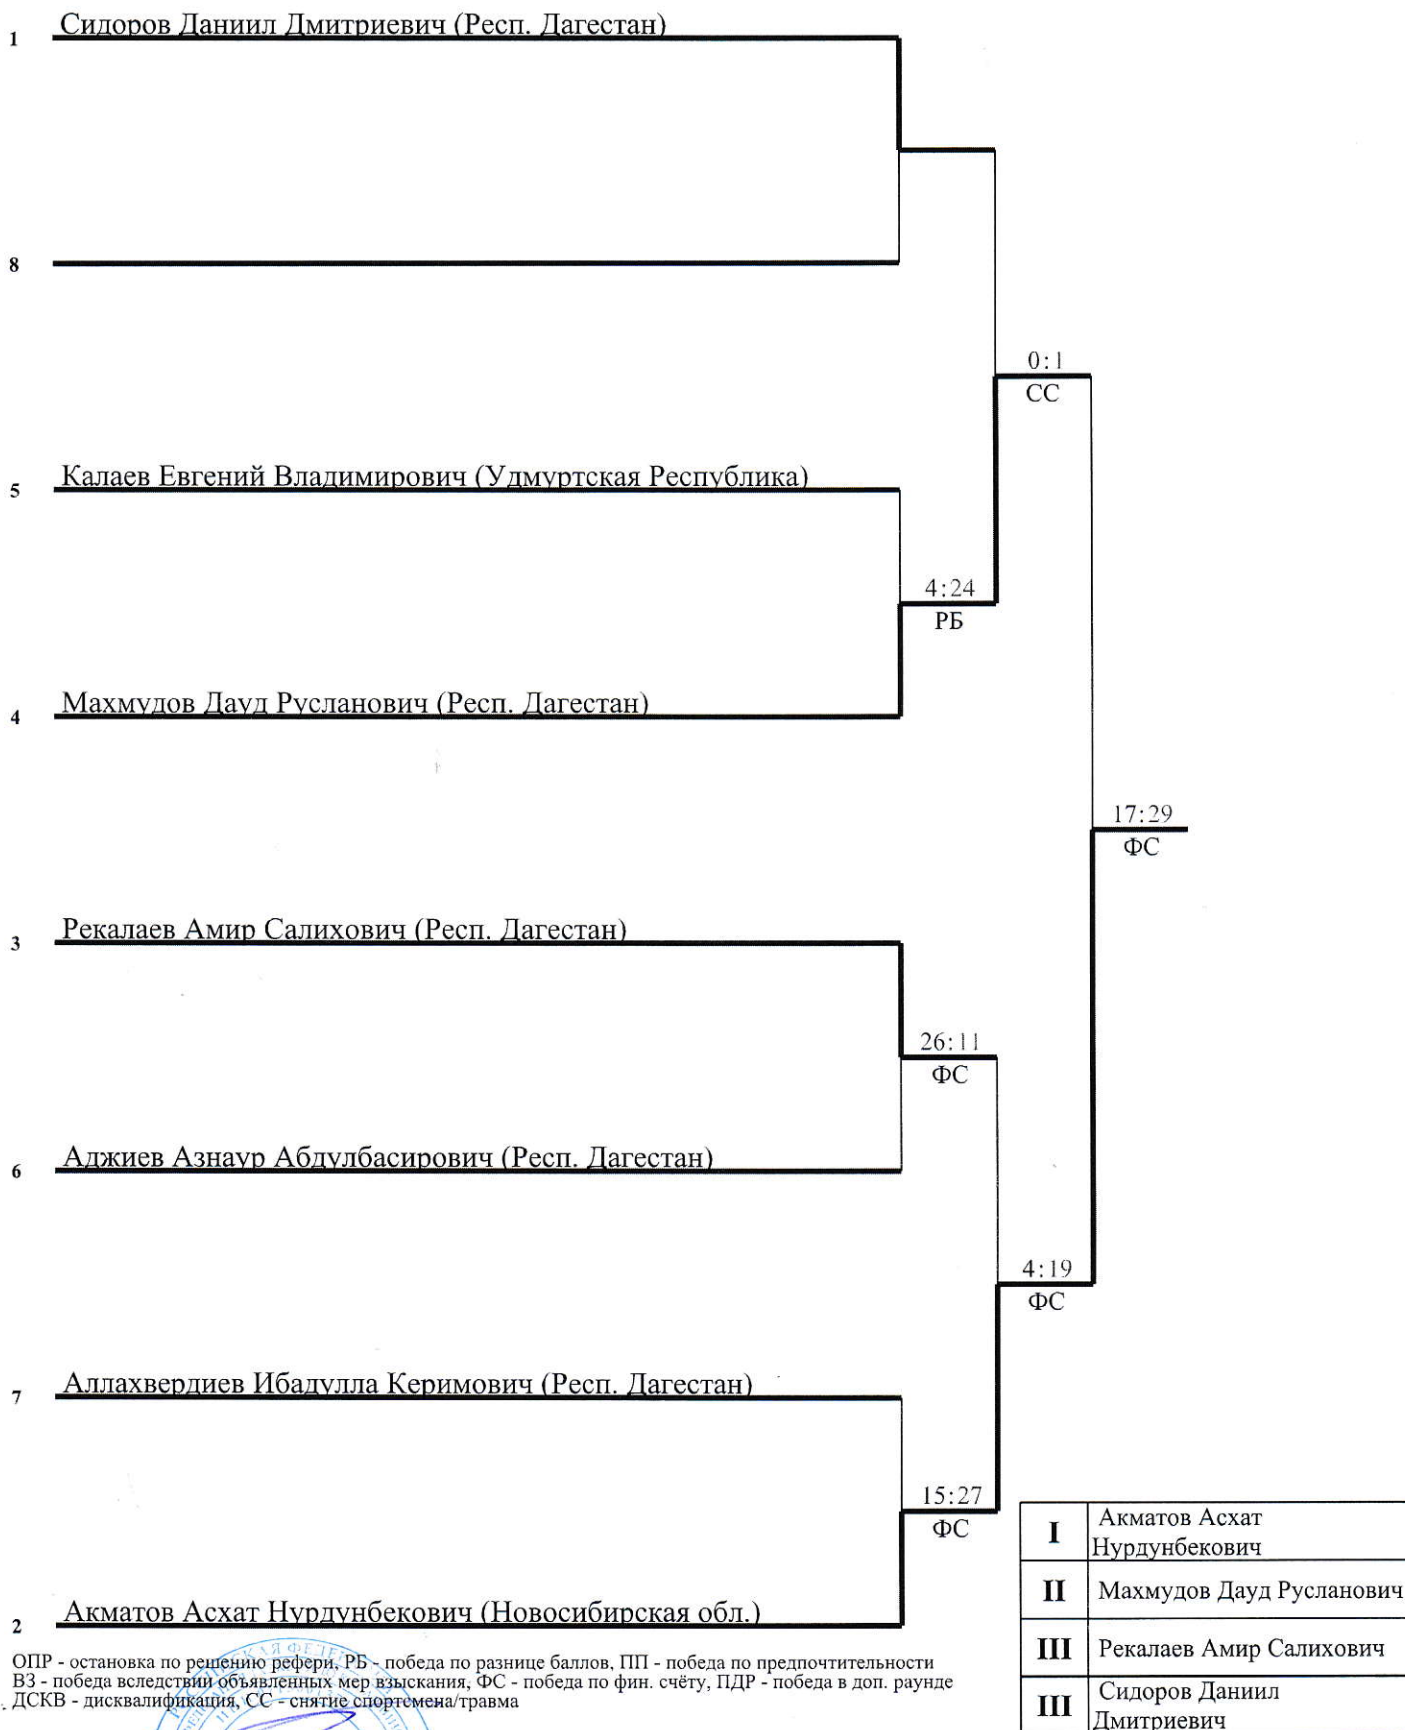 1 Сидоров Даниил Дмитриевич (Респ. Дагестан)
8
0:1
СС
5 Калаев Евгений Владимирович (Удмуртская Республика)
4:24
РБ
4 Махмудов Дауд Русланович (Респ. Дагестан)
17:29
ФС
3 Рекалаев Амир Салихович (Респ. Дагестан)
26:11
ФС
6 Аджиев Азнаур Абдулбасирович (Респ. Дагестан)
4:19
ФС
7 Аллахвердиев Ибадулла Керимович (Респ. Дагестан)
15:27
ФС
2 Акматов Асхат Нурдунбекович (Новосибирская обл.)
I Акматов Асхат
Нурдунбекович
II Махмудов Дауд Русланович
III Рекалаев Амир Салихович
III Сидоров Даниил
Дмитриевич
ОПР - остановка по решению рефери, РБ - победа по разнице баллов, ПП - победа по предпочтительности
ВЗ - победа вследствии объявленных мер взыскания, ФС - победа по фин. счёту, ПДР - победа в доп. раунде
ДСКВ - дисквалификация, СС - снятие спортсмена/травма